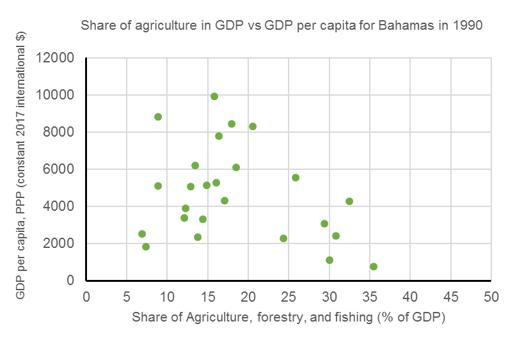 Share of agriculture in GDP vs GDP per capita for Bahamas in 1990
GDP per capita, PPP (constant 2017 international $)
12000
10000
8000
6000
4000
2000
0
0 5 10 15 20 25 30 35 40 45 50
Share of Agriculture, forestry, and fishing (% of GDP)